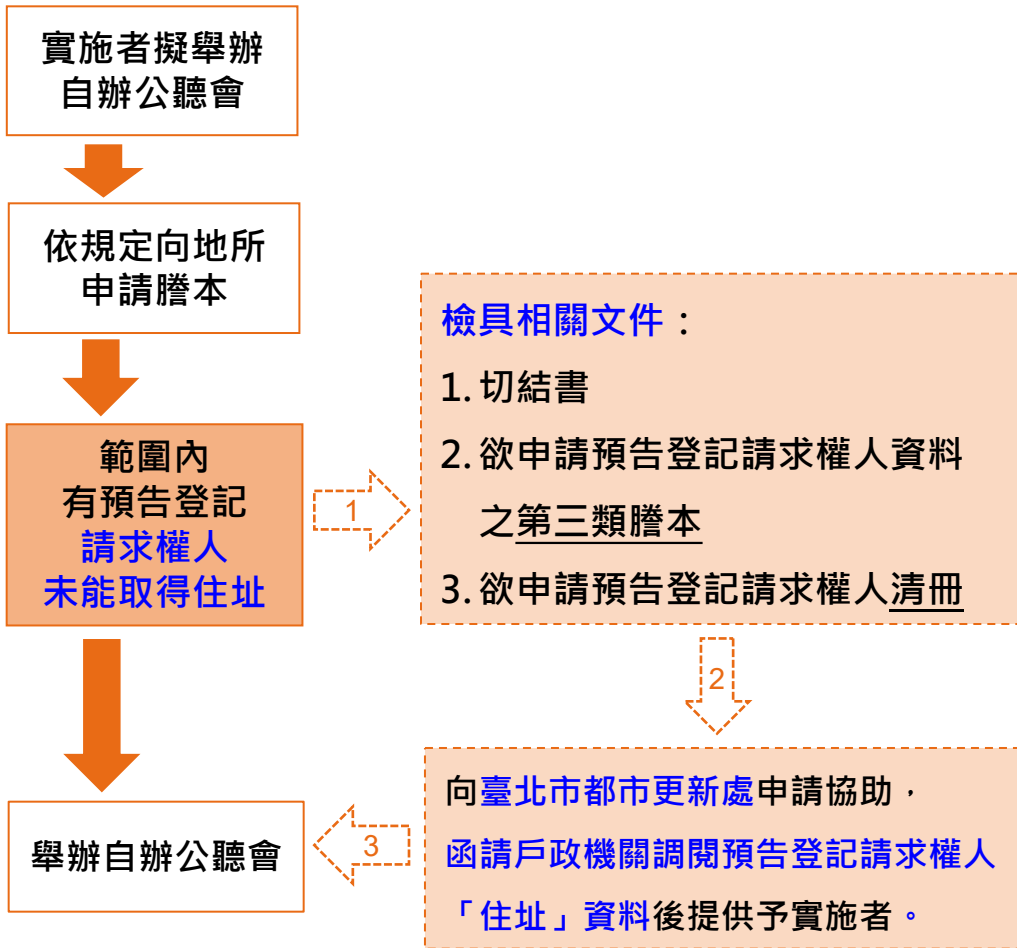 實施者擬舉辦
自辦公聽會
依規定向地所
申請謄本
範圍內
有預告登記
請求權人
未能取得住址
1
檢具相關文件：
1.切結書
2.欲申請預告登記請求權人資料
之第三類謄本
3.欲申請預告登記請求權人清冊
2
向臺北市都市更新處申請協助，
函請戶政機關調閱預告登記請求權人
「住址」資料後提供予實施者。
3
舉辦自辦公聽會